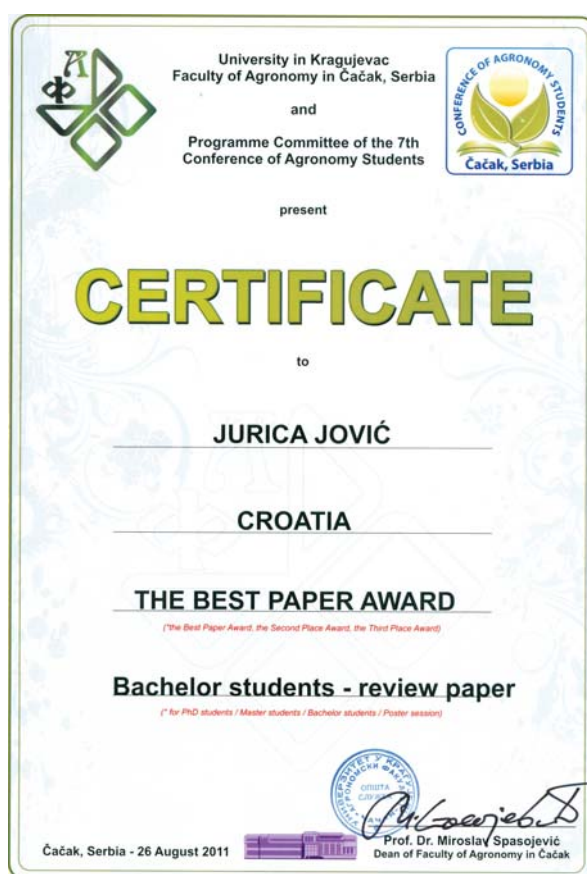 University in Kragujevac
Faculty of Agronomy in Čačak, Serbia
and
Programme Committee of the 7th
Conference of Agronomy Students
CONFERENCE OF AGRONOMY STUDENTS
Čačak, Serbia
present
CERTIFICATE
to
JURICA JOVIĆ
CROATIA
THE BEST PAPER AWARD
(*the Best Paper Award, the Second Place Award, the Third Place Award)
Bachelor students - review paper
(* for PhD students / Master students / Bachelor students / Poster session)
ОПШТА
Čačak, Serbia - 26 August 2011
Prof. Dr. Miroslav Spasojević
Dean of Faculty of Agronomy in Čačak